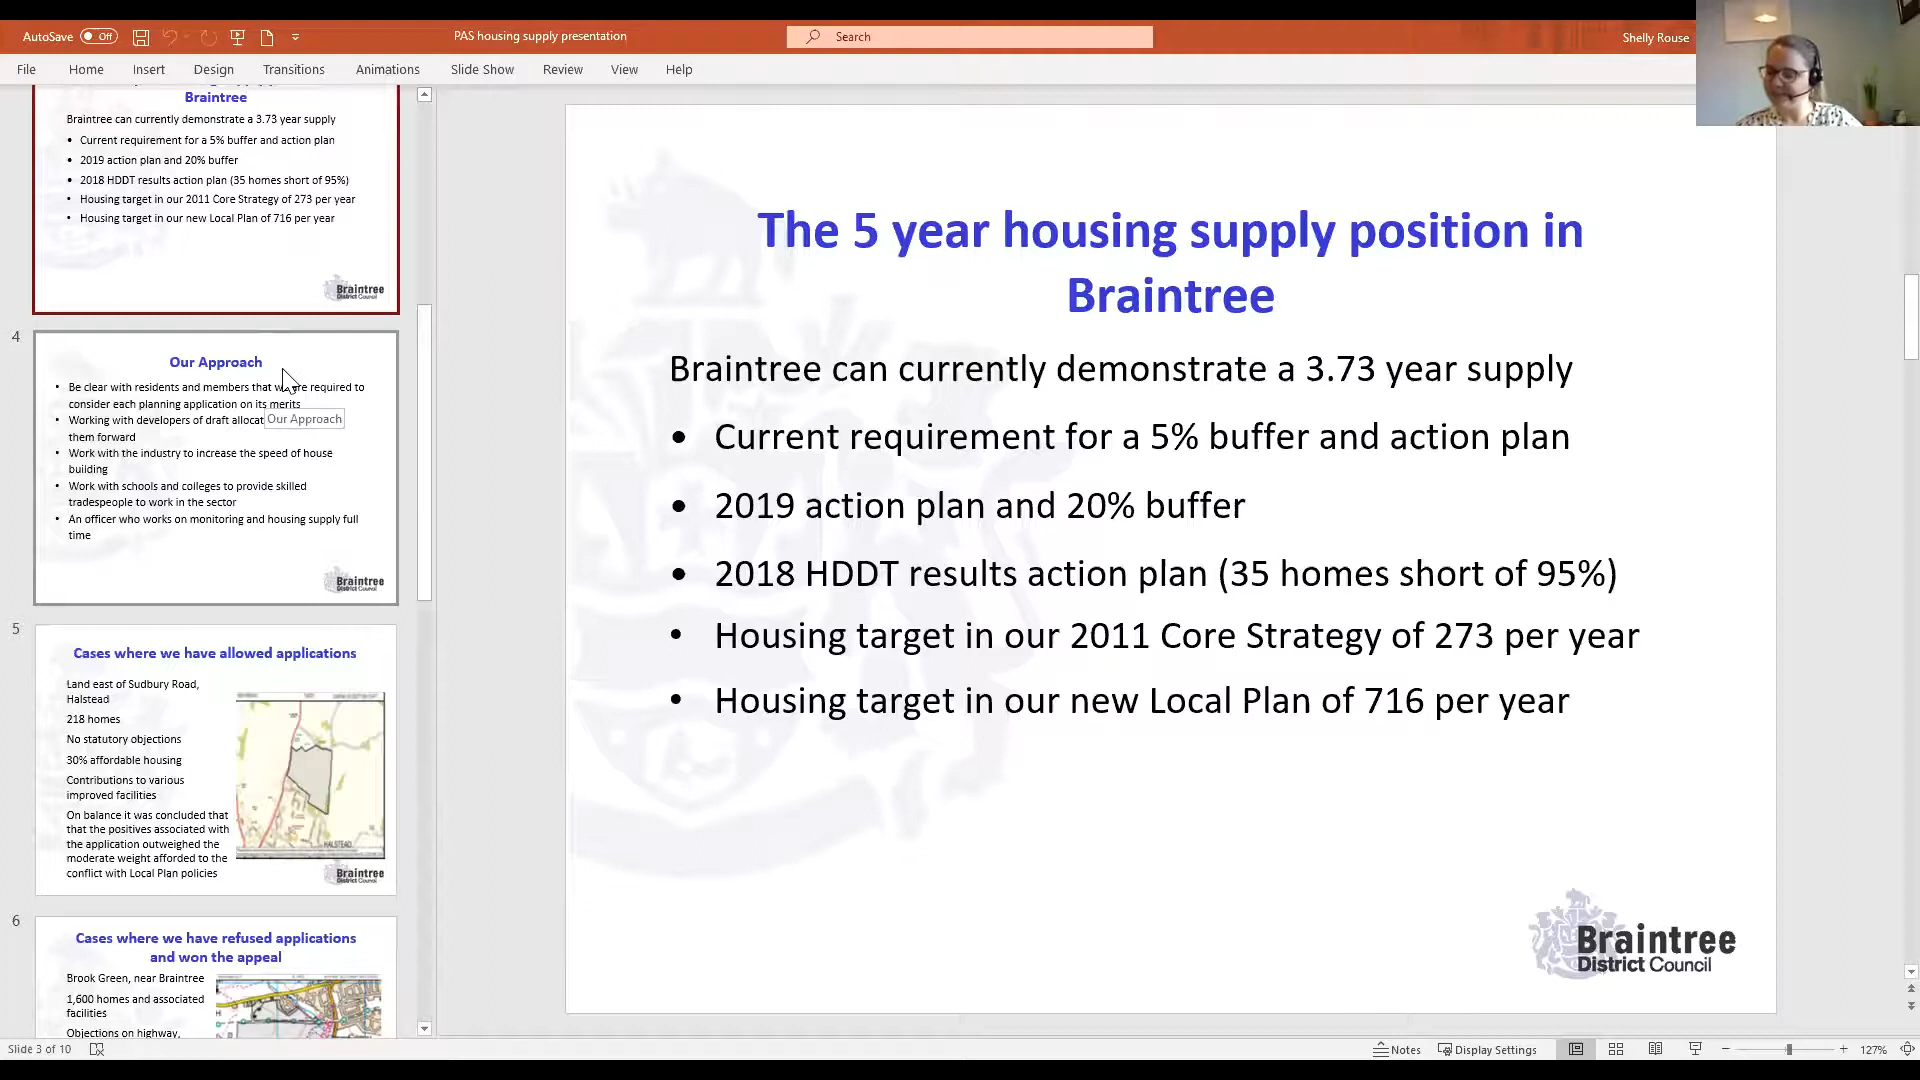 AutoSave Off
PAS housing supply presentation
Search
Shelly Rouse
File Home Insert Design Transitions Animations Slide Show Review View Help
Braintree
Braintree can currently demonstrate a 3.73 year supply
• Current requirement for a 5% buffer and action plan
• 2019 action plan and 20% buffer
• 2018 HDDT results action plan (35 homes short of 95%)
• Housing target in our 2011 Core Strategy of 273 per year
• Housing target in our new Local Plan of 716 per year
Braintree
District Council
4
Our Approach
• Be clear with residents and members that we are required to
consider each planning application on its merits
• Working with developers of draft allocat
them forward
Our Approach
• Work with the industry to increase the speed of house
building
• Work with schools and colleges to provide skilled
tradespeople to work in the sector
• An officer who works on monitoring and housing supply full
time
Braintree
District Council
5
Cases where we have allowed applications
Land east of Sudbury Road,
Halstead
218 homes
No statutory objections
30% affordable housing
Contributions to various
improved facilities
On balance it was concluded that
that the positives associated with
the application outweighed the
moderate weight afforded to the
conflict with Local Plan policies
HALSTEAD
Braintree
District Council
6
Cases where we have refused applications
and won the appeal
Brook Green, near Braintree
1,600 homes and associated
facilities
Objections on highway,
The 5 year housing supply position in
Braintree
Braintree can currently demonstrate a 3.73 year supply
• Current requirement for a 5% buffer and action plan
• 2019 action plan and 20% buffer
• 2018 HDDT results action plan (35 homes short of 95%)
• Housing target in our 2011 Core Strategy of 273 per year
• Housing target in our new Local Plan of 716 per year
Braintree
District Council
Slide 3 of 10
Notes
Display Settings
127%